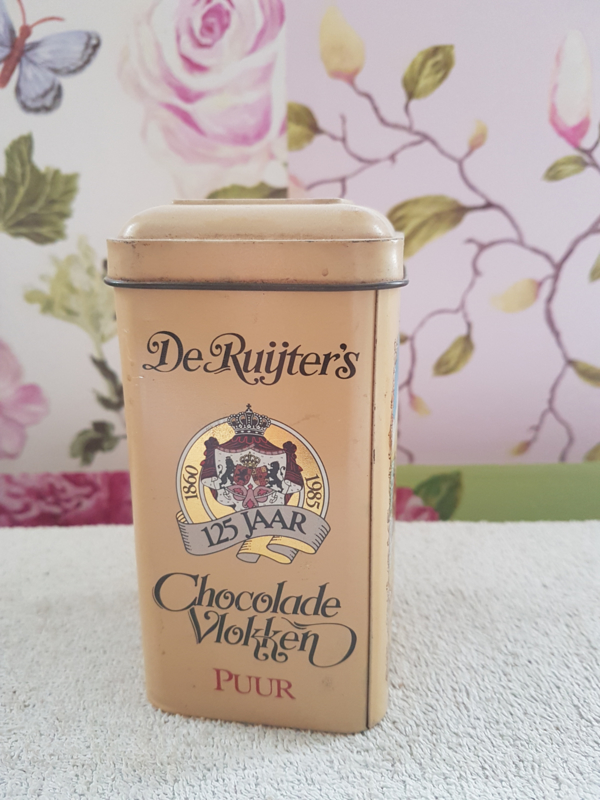 De Ruijter's
1860 1985
125 JAAR
Chocolade
Vlokken
PUUR